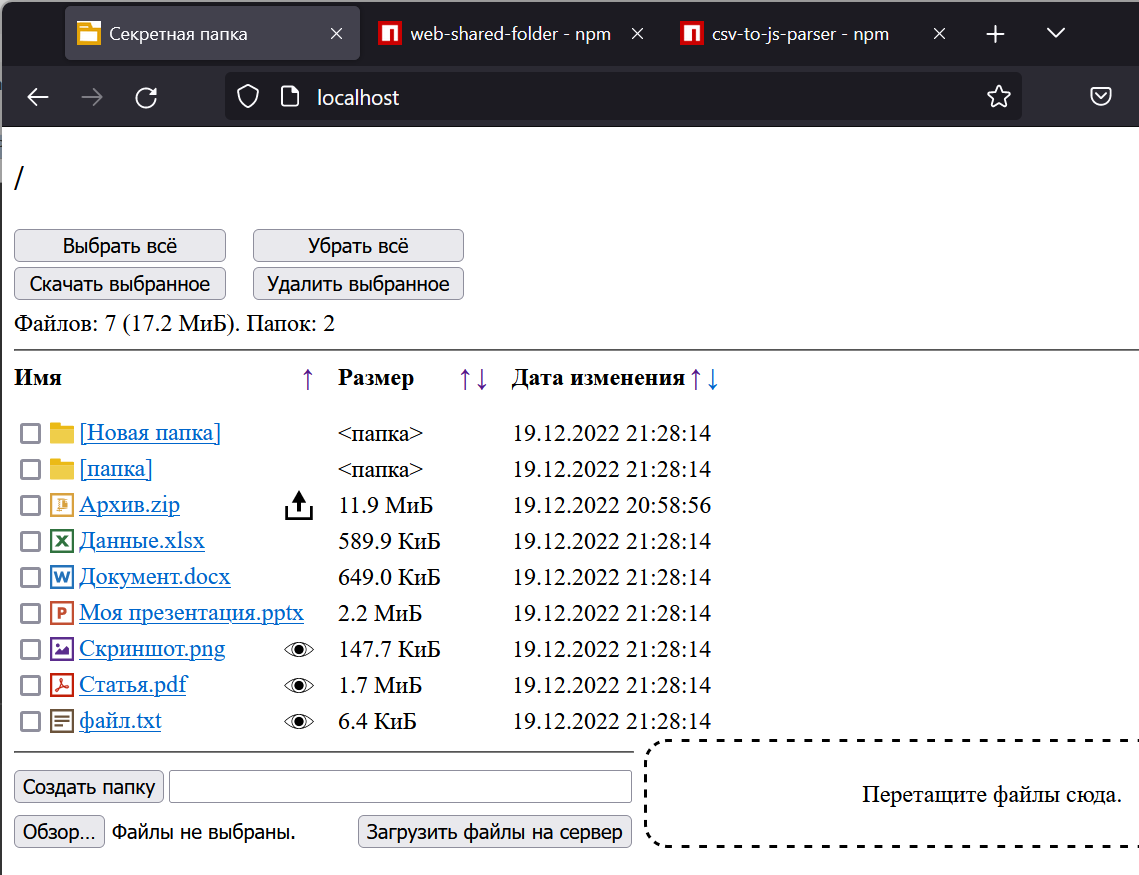 Секретная папка web-shared-folder - npm csv-to-js-parser - npm
localhost
/
Выбрать всё Убрать всё
Скачать выбранное Удалить выбранное
Файлов: 7 (17.2 МиБ). Папок: 2
Имя ↑ Размер ↑↓ Дата изменения ↑↓
[Новая папка] <папка> 19.12.2022 21:28:14
[папка] <папка> 19.12.2022 21:28:14
Архив.zip 11.9 МиБ 19.12.2022 20:58:56
Данные.xlsx 589.9 КиБ 19.12.2022 21:28:14
Документ.docx 649.0 КиБ 19.12.2022 21:28:14
Моя презентация.pptx 2.2 МиБ 19.12.2022 21:28:14
Скриншот.png 147.7 КиБ 19.12.2022 21:28:14
Статья.pdf 1.7 МиБ 19.12.2022 21:28:14
файл.txt 6.4 КиБ 19.12.2022 21:28:14
Создать папку
Перетащите файлы сюда.
Обзор... Файлы не выбраны. Загрузить файлы на сервер